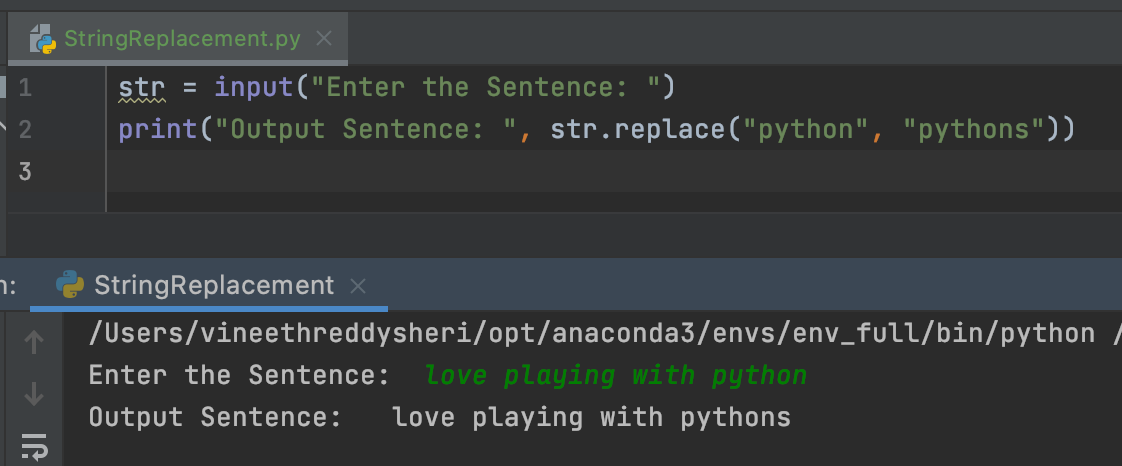 StringReplacement.py
1 str = input("Enter the Sentence: ")
2 print("Output Sentence: ", str.replace("python", "pythons"))
3
n: StringReplacement
/Users/vineethreddysheri/opt/anaconda3/envs/env_full/bin/python /
Enter the Sentence:  love playing with python
Output Sentence:   love playing with pythons